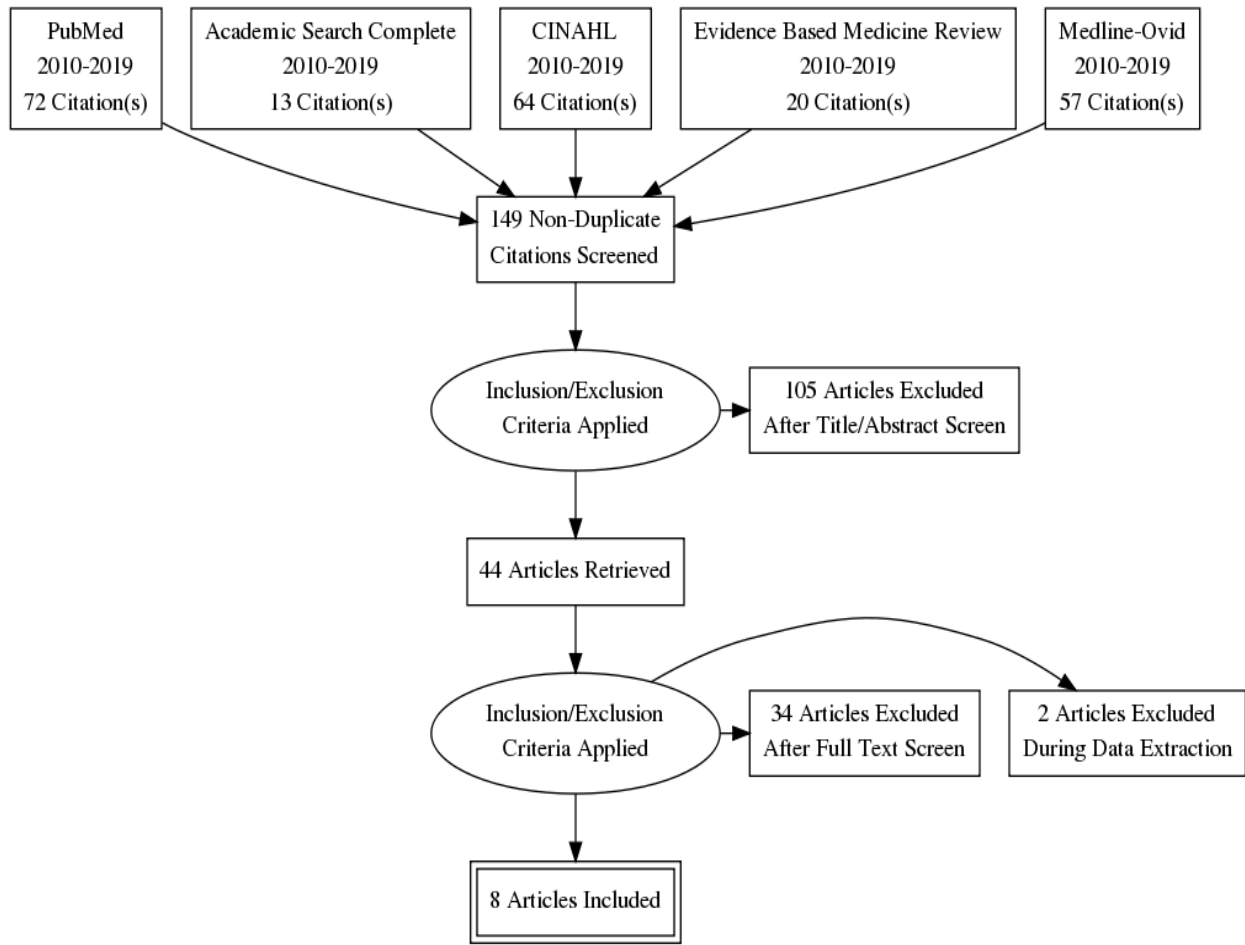 PubMed
2010-2019
72 Citation(s)
Academic Search Complete
2010-2019
13 Citation(s)
CINAHL
2010-2019
64 Citation(s)
Evidence Based Medicine Review
2010-2019
20 Citation(s)
Medline-Ovid
2010-2019
57 Citation(s)
149 Non-Duplicate
Citations Screened
Inclusion/Exclusion
Criteria Applied
105 Articles Excluded
After Title/Abstract Screen
44 Articles Retrieved
Inclusion/Exclusion
Criteria Applied
34 Articles Excluded
After Full Text Screen
2 Articles Excluded
During Data Extraction
8 Articles Included